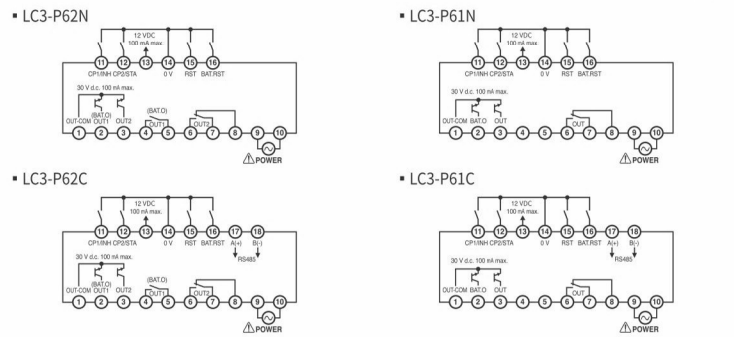 ▪ LC3-P62N
12 VDC
100 mA max.
11 12 13 14 15 16
CP1/INH CP2/STA 0 V RST BAT.RST
30 V d.c. 100 mA max.
(BAT.O) (BAT.O)
OUT-COM OUT1 OUT2 OUT1 OUT2
1 2 3 4 5 6 7 8 9 10
POWER
▪ LC3-P61N
12 VDC
100 mA max.
11 12 13 14 15 16
CP1/INH CP2/STA 0 V RST BAT.RST
30 V d.c. 100 mA max.
OUT-COM BAT.O OUT OUT
1 2 3 4 5 6 7 8 9 10
POWER
▪ LC3-P62C
12 VDC
100 mA max.
11 12 13 14 15 16 17 18
CP1/INH CP2/STA 0 V RST BAT.RST A(+) B(-)
RS485
30 V d.c. 100 mA max.
(BAT.O) (BAT.O)
OUT-COM OUT1 OUT2 OUT1 OUT2
1 2 3 4 5 6 7 8 9 10
POWER
▪ LC3-P61C
12 VDC
100 mA max.
11 12 13 14 15 16 17 18
CP1/INH CP2/STA 0 V RST BAT.RST A(+) B(-)
RS485
30 V d.c. 100 mA max.
OUT-COM BAT.O OUT OUT
1 2 3 4 5 6 7 8 9 10
POWER